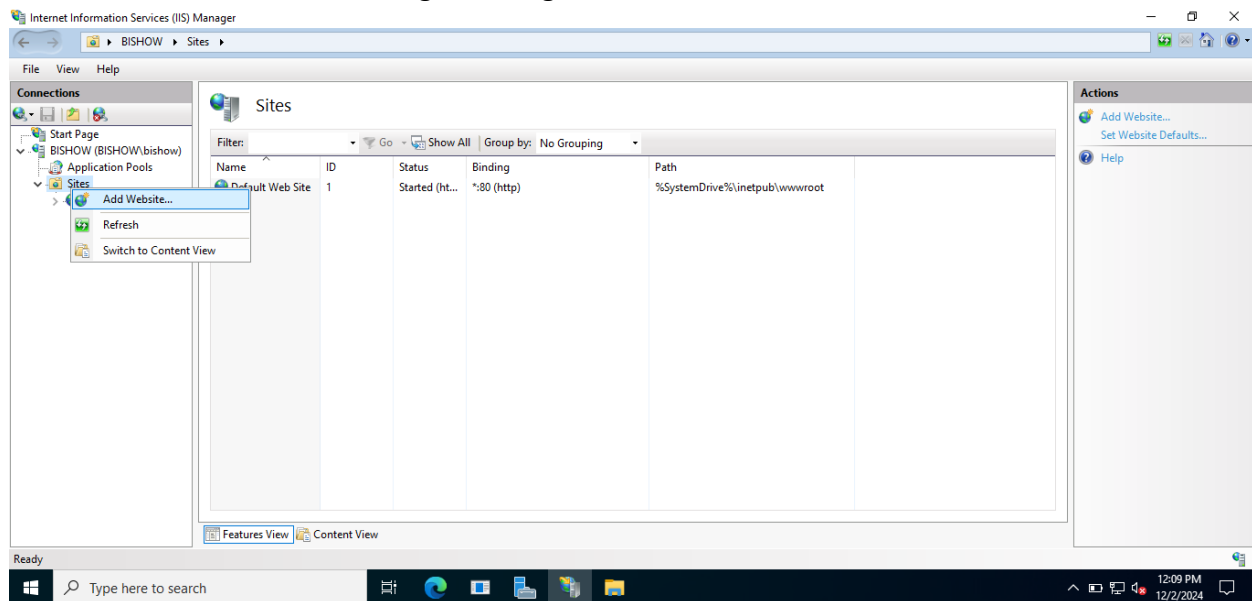 Internet Information Services (IIS) Manager
BISHOW Sites
File View Help
Connections
Start Page
BISHOW (BISHOW\bishow)
Application Pools
Sites
Add Website...
Refresh
Switch to Content View
Sites
Filter: Go Show All Group by: No Grouping
Name ID Status Binding Path
Default Web Site 1 Started (ht... *:80 (http) %SystemDrive%\inetpub\wwwroot
Features View Content View
Actions
Add Website...
Set Website Defaults...
Help
Ready
Type here to search
12:09 PM
12/2/2024